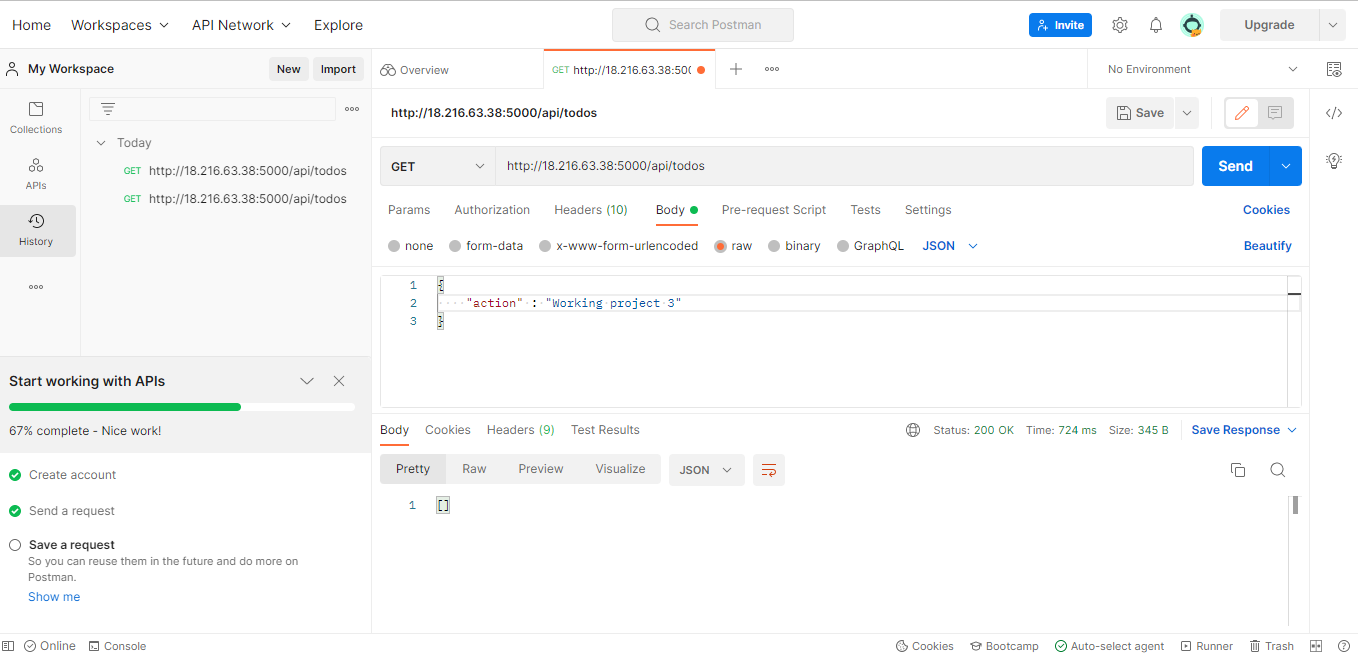 Home Workspaces API Network Explore Search Postman Invite Upgrade
My Workspace New Import Overview GET http://18.216.63.38:500 No Environment
http://18.216.63.38:5000/api/todos Save
Collections
Today
GET http://18.216.63.38:5000/api/todos
GET http://18.216.63.38:5000/api/todos
APIs
History
GET http://18.216.63.38:5000/api/todos Send
Params Authorization Headers (10) Body Pre-request Script Tests Settings Cookies
none form-data x-www-form-urlencoded raw binary GraphQL JSON Beautify
1 {
2 "action" : "Working project 3"
3 }
Start working with APIs
67% complete - Nice work!
Create account
Send a request
Save a request
So you can reuse them in the future and do more on
Postman.
Show me
Body Cookies Headers (9) Test Results Status: 200 OK Time: 724 ms Size: 345 B Save Response
Pretty Raw Preview Visualize JSON
1 []
Online Console Cookies Bootcamp Auto-select agent Runner Trash